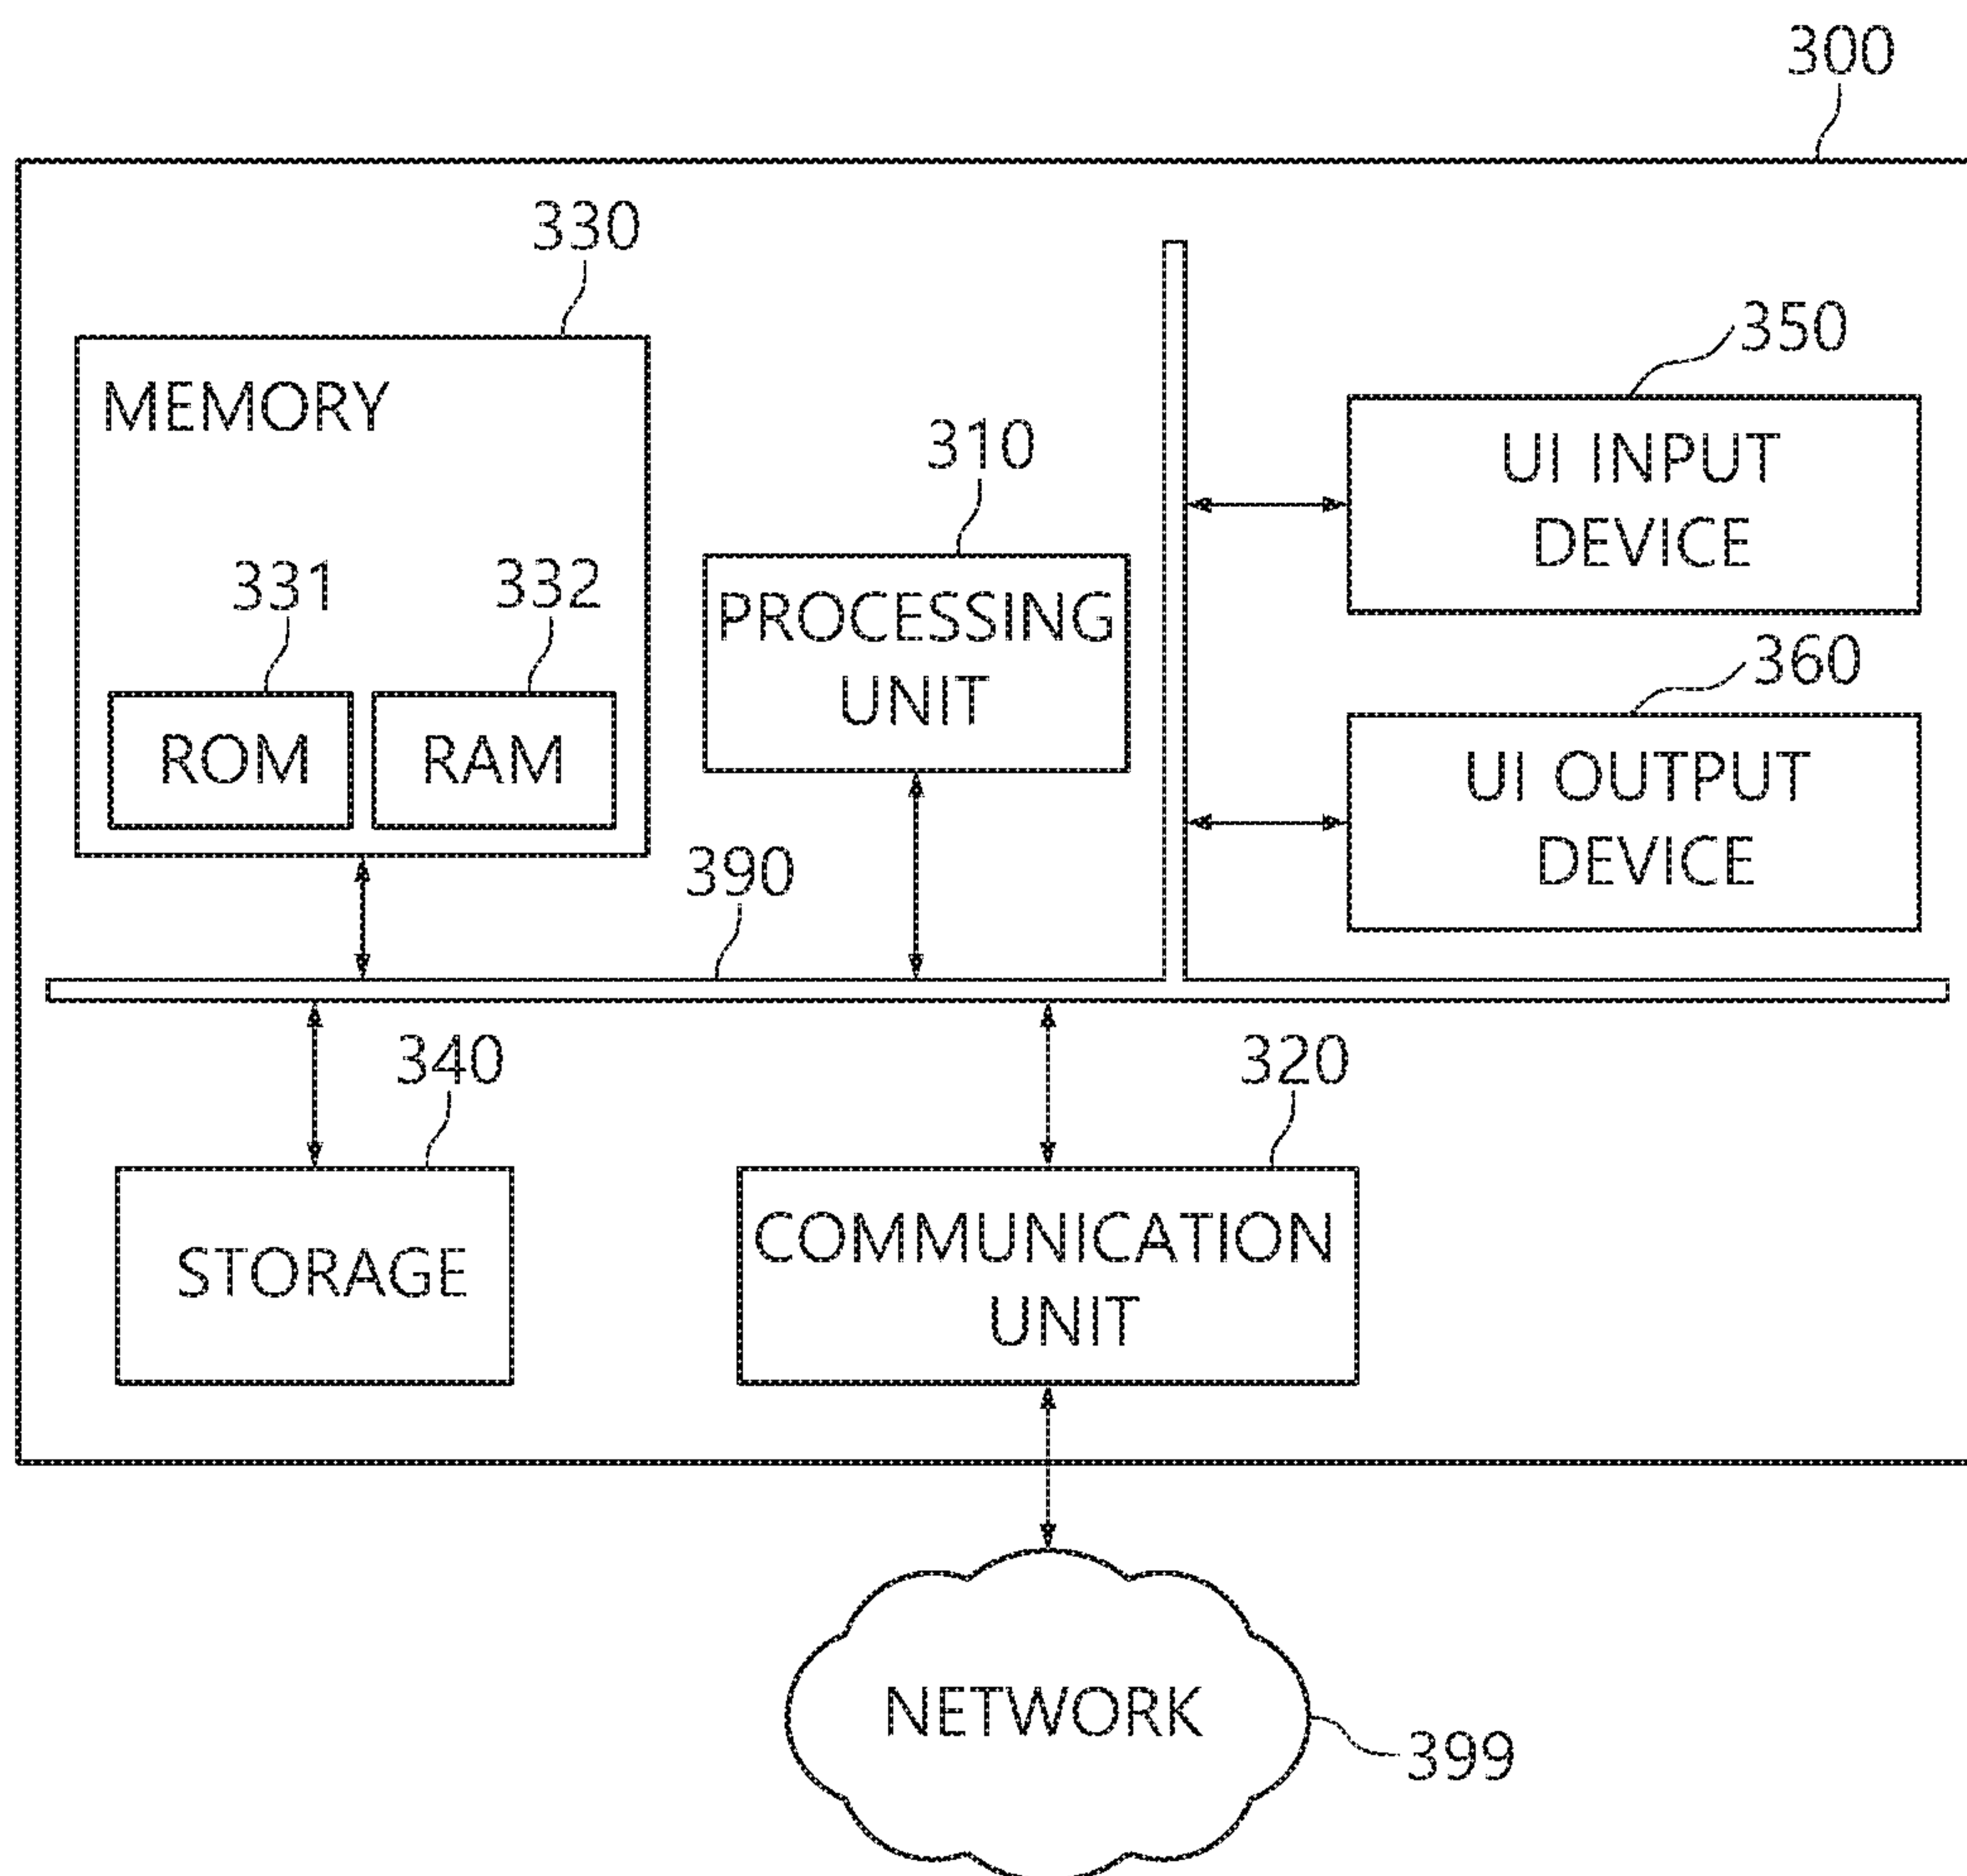 300
330
MEMORY
350
310
UI INPUT
DEVICE
331
332
PROCESSING
UNIT
360
ROM
RAM
UI OUTPUT
DEVICE
390
340
320
STORAGE
COMMUNICATION
UNIT
NETWORK
399